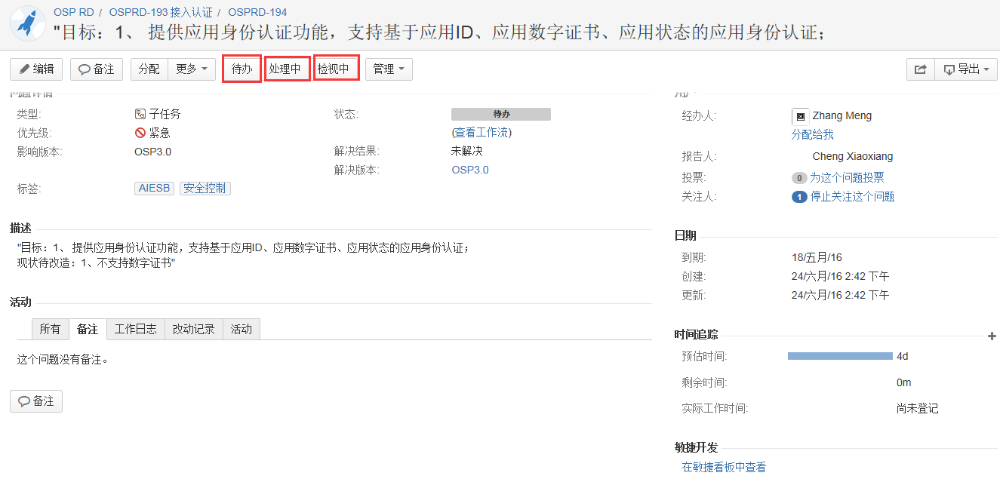 OSP RD / OSPRD-193 接入认证 / OSPRD-194
"目标：1、 提供应用身份认证功能，支持基于应用ID、应用数字证书、应用状态的应用身份认证；
编辑 备注 分配 更多 待办 处理中 检视中 管理 导出
问题详情
类型: 子任务 状态: 待办
优先级: 紧急 (查看工作流)
影响版本: OSP3.0 解决结果: 未解决
解决版本: OSP3.0
标签: AIESB 安全控制
描述
"目标：1、 提供应用身份认证功能，支持基于应用ID、应用数字证书、应用状态的应用身份认证；
现状待改造：1、不支持数字证书"
活动
所有 备注 工作日志 改动记录 活动
这个问题没有备注。
备注
用户
经办人: Zhang Meng
分配给我
报告人: Cheng Xiaoxiang
投票: 0 为这个问题投票
关注人: 1 停止关注这个问题
日期
到期: 18/五月/16
创建: 24/六月/16 2:42 下午
更新: 24/六月/16 2:42 下午
时间追踪
预估时间: 4d
剩余时间: 0m
实际工作时间: 尚未登记
敏捷开发
在敏捷看板中查看